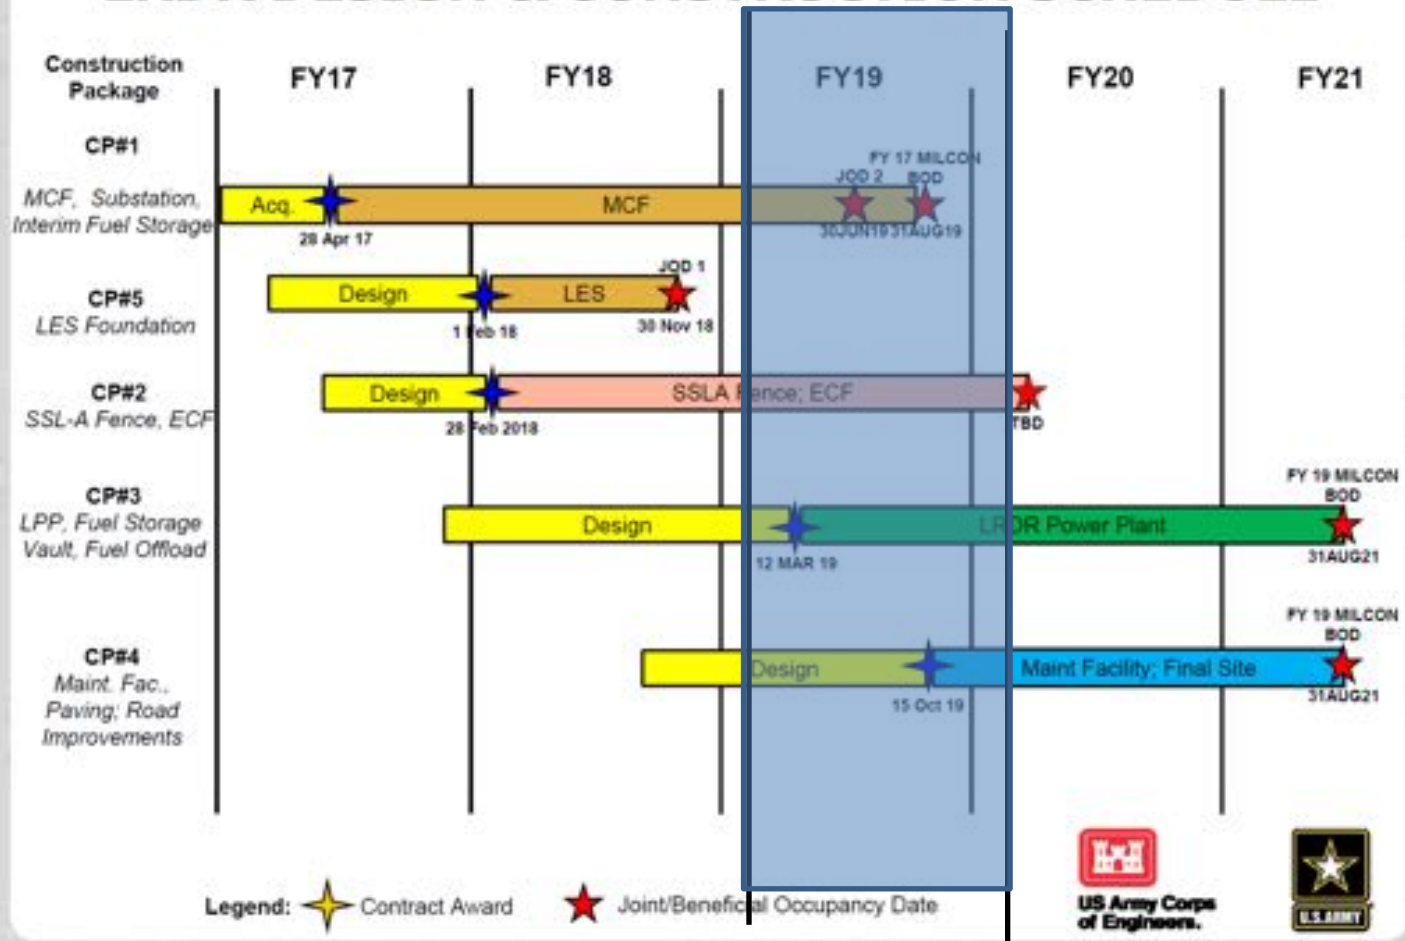 Construction Package
FY17
FY18
FY19
FY20
FY21
CP#1
MCF, Substation,
Interim Fuel Storage
Acq.
28 Apr 17
MCF
JOD 2
30JUN19
FY 17 MILCON
BOD
31AUG19
CP#5
LES Foundation
Design
1 Feb 18
LES
JOD 1
30 Nov 18
CP#2
SSL-A Fence, ECF
Design
28 Feb 2018
SSLA Fence; ECF
TBD
CP#3
LPP, Fuel Storage
Vault, Fuel Offload
Design
12 MAR 19
LRDR Power Plant
FY 19 MILCON
BOD
31AUG21
CP#4
Maint. Fac.,
Paving; Road
Improvements
Design
15 Oct 19
Maint Facility; Final Site
FY 19 MILCON
BOD
31AUG21
Legend:
Contract Award
Joint/Beneficial Occupancy Date
US Army Corps
of Engineers.
U.S.ARMY